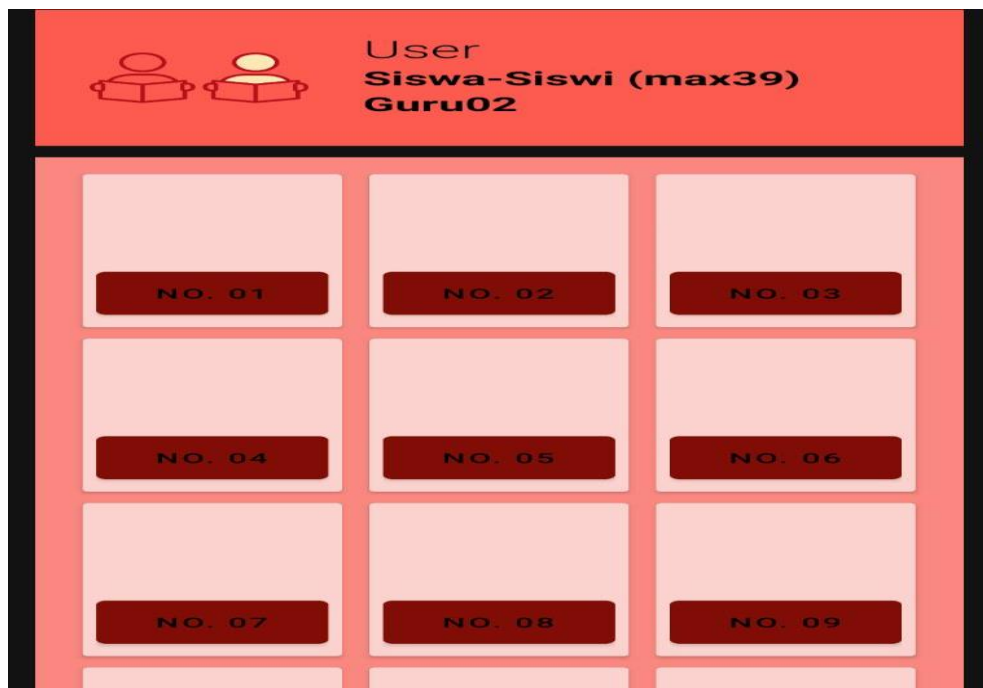 User
Siswa-Siswi (max39)
Guru02
NO. 01 NO. 02 NO. 03
NO. 04 NO. 05 NO. 06
NO. 07 NO. 08 NO. 09